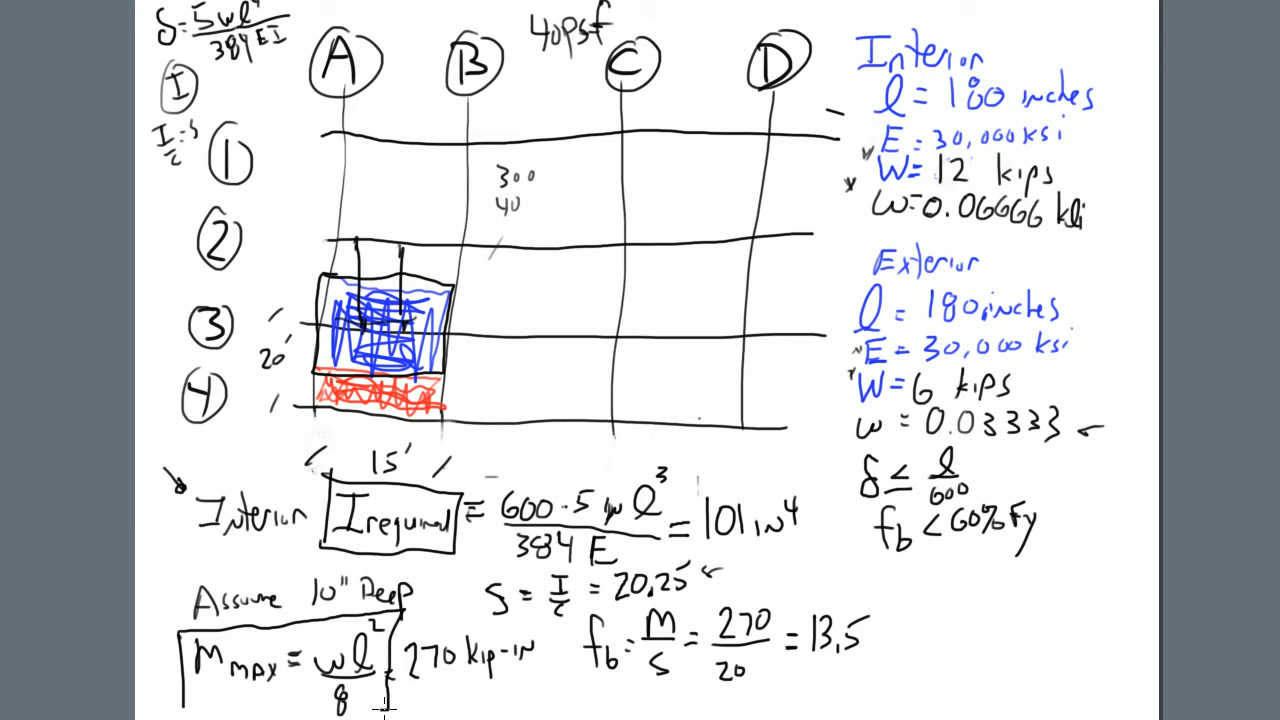 δ = 5wl⁴ / 384EI
I
I/c = S
40psf
A B C D
1
2
3
4
300
40
20'
15'
Interior
l = 180 inches
E = 30,000 ksi
W = 12 kips
w = 0.06666 kli
Exterior
l = 180 inches
E = 30,000 ksi
W = 6 kips
w = 0.03333
δ ≤ l / 600
fb < 60% Fy
Interior I required = 600 · 5 w l³ / 384 E = 101 in⁴
Assume 10" Deep
S = I/c = 20.25
M MAX = wl² / 8 = 270 kip-in
fb = M/S = 270/20 = 13.5